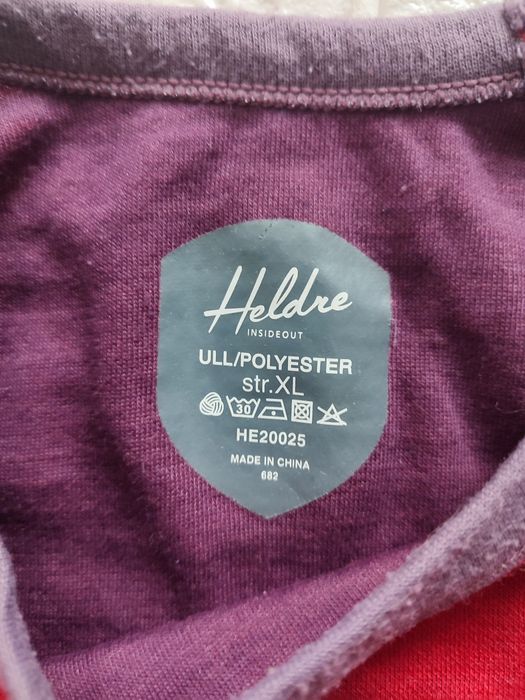 Heldre
INSIDEOUT
ULL/POLYESTER
str.XL
30
HE20025
MADE IN CHINA
682